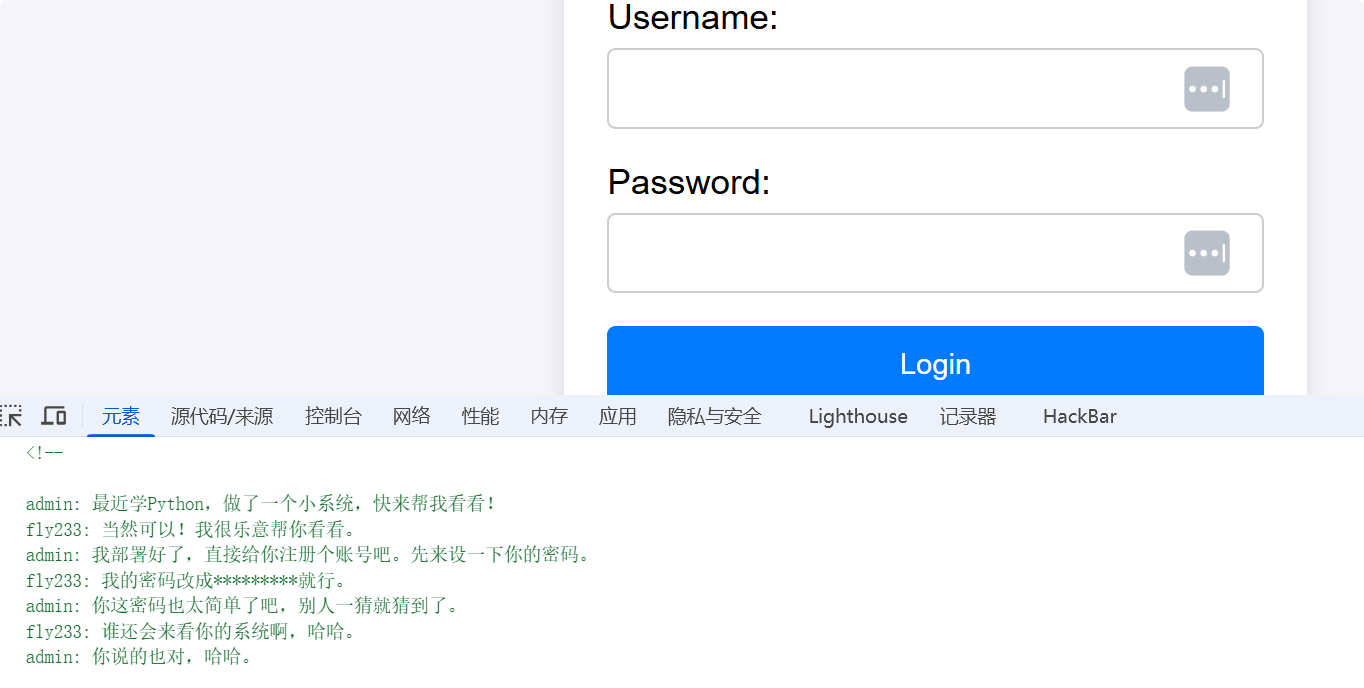 Username:
Password:
Login
元素 源代码/来源 控制台 网络 性能 内存 应用 隐私与安全 Lighthouse 记录器 HackBar
<!--
admin: 最近学Python，做了一个小系统，快来帮我看看！
fly233: 当然可以！我很乐意帮你看看。
admin: 我部署好了，直接给你注册个账号吧。先来设一下你的密码。
fly233: 我的密码改成*********就行。
admin: 你这密码也太简单了吧，别人一猜就猜到了。
fly233: 谁还会来看你的系统啊，哈哈。
admin: 你说的也对，哈哈。